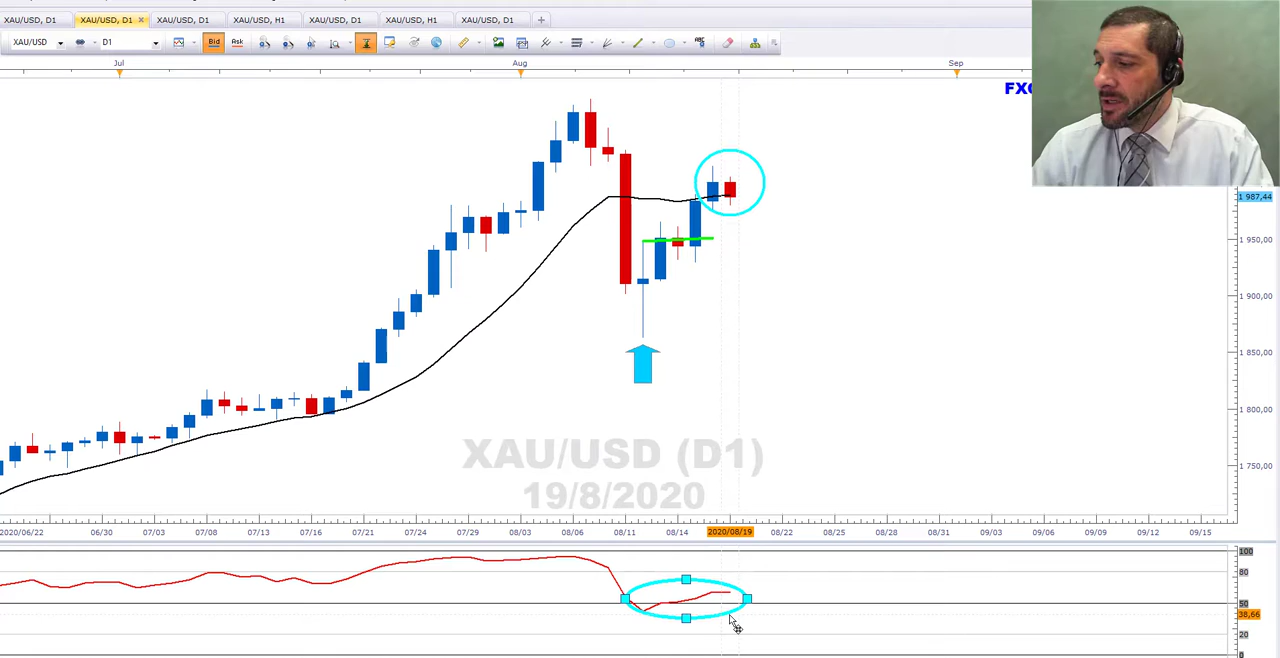 XAU/USD, D1 XAU/USD, D1 x XAU/USD, D1 XAU/USD, H1 XAU/USD, D1 XAU/USD, H1 XAU/USD, D1 +
XAU/USD D1 Bid Ask ABC
Jul Aug Sep
FXC
1 987,44
1 950,00
1 900,00
1 850,00
1 800,00
1 750,00
XAU/USD (D1)
19/8/2020
2020/06/22 06/30 07/03 07/08 07/13 07/16 07/21 07/24 07/29 08/03 08/06 08/11 08/14 2020/08/19 08/22 08/25 08/28 09/01 09/03 09/06 09/09 09/12 09/15
100
80
50
38,66
20
0